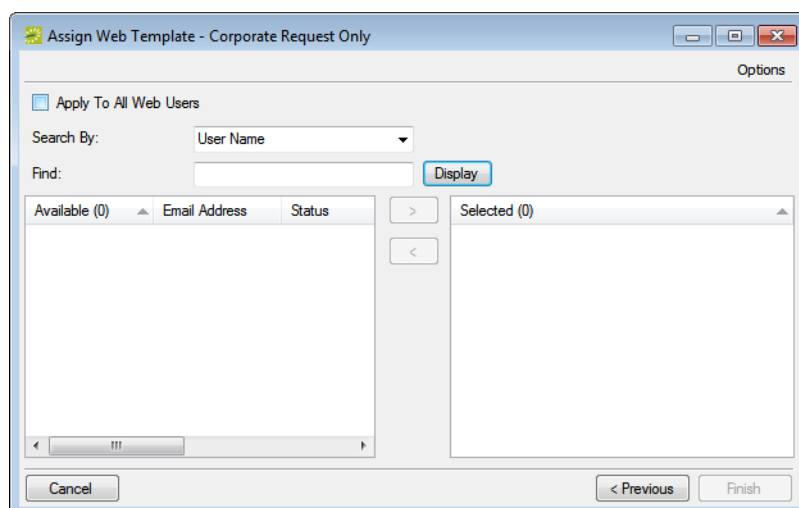 Assign Web Template - Corporate Request Only
Options
Apply To All Web Users
Search By: User Name
Find: Display
Available (0) Email Address Status > Selected (0)
<
Cancel < Previous Finish